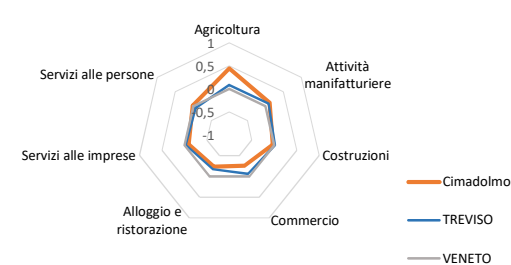 Agricoltura
1
0,5
0
-0,5
-1
Attività
manifatturiere
Costruzioni
Commercio
Alloggio e
ristorazione
Servizi alle imprese
Servizi alle persone
Cimadolmo
TREVISO
VENETO